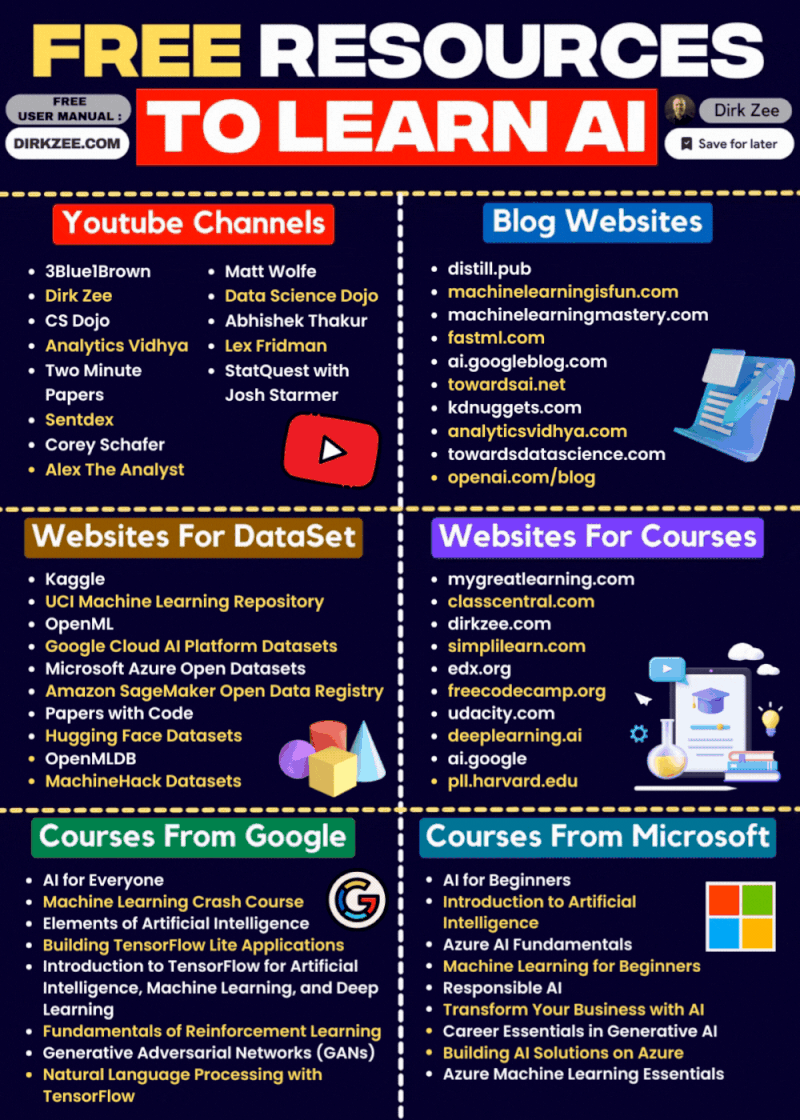 FREE RESOURCES
TO LEARN AI
FREE
USER MANUAL :
DIRKZEE.COM
Dirk Zee
Save for later
Youtube Channels
• 3Blue1Brown
• Dirk Zee
• CS Dojo
• Analytics Vidhya
• Two Minute
Papers
• Sentdex
• Corey Schafer
• Alex The Analyst
• Matt Wolfe
• Data Science Dojo
• Abhishek Thakur
• Lex Fridman
• StatQuest with
Josh Starmer
Blog Websites
• distill.pub
• machinelearningisfun.com
• machinelearningmastery.com
• fastml.com
• ai.googleblog.com
• towardsai.net
• kdnuggets.com
• analyticsvidhya.com
• towardsdatascience.com
• openai.com/blog
Websites For DataSet
• Kaggle
• UCI Machine Learning Repository
• OpenML
• Google Cloud AI Platform Datasets
• Microsoft Azure Open Datasets
• Amazon SageMaker Open Data Registry
• Papers with Code
• Hugging Face Datasets
• OpenMLDB
• MachineHack Datasets
Websites For Courses
• mygreatlearning.com
• classcentral.com
• dirkzee.com
• simplilearn.com
• edx.org
• freecodecamp.org
• udacity.com
• deeplearning.ai
• ai.google
• pll.harvard.edu
Courses From Google
• AI for Everyone
• Machine Learning Crash Course
• Elements of Artificial Intelligence
• Building TensorFlow Lite Applications
• Introduction to TensorFlow for Artificial
Intelligence, Machine Learning, and Deep
Learning
• Fundamentals of Reinforcement Learning
• Generative Adversarial Networks (GANs)
• Natural Language Processing with
TensorFlow
G
Courses From Microsoft
• AI for Beginners
• Introduction to Artificial
Intelligence
• Azure AI Fundamentals
• Machine Learning for Beginners
• Responsible AI
• Transform Your Business with AI
• Career Essentials in Generative AI
• Building AI Solutions on Azure
• Azure Machine Learning Essentials